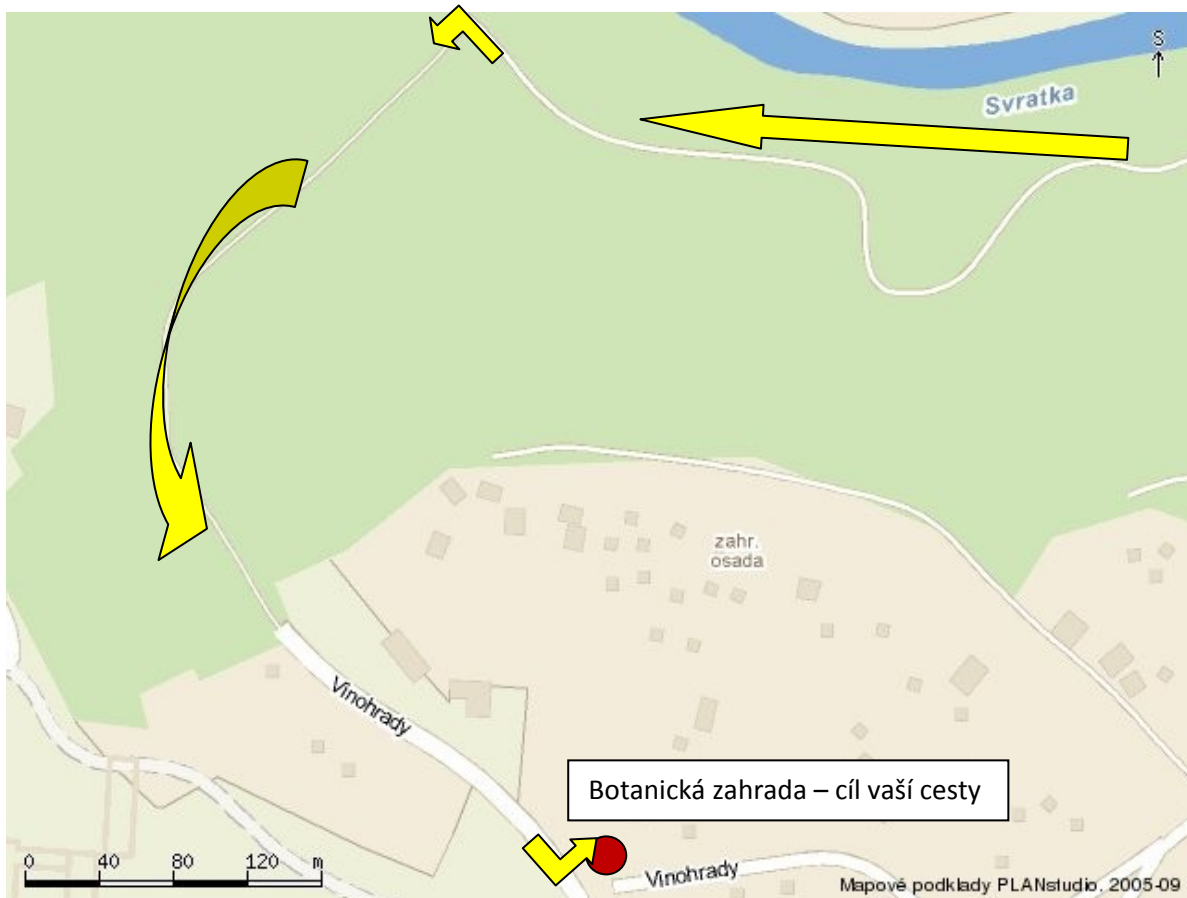 S
Svratka
zahr.
osada
Vinohrady
Botanická zahrada – cíl vaší cesty
Vinohrady
0 40 80 120 m
Mapové podklady PLANstudio, 2005-09